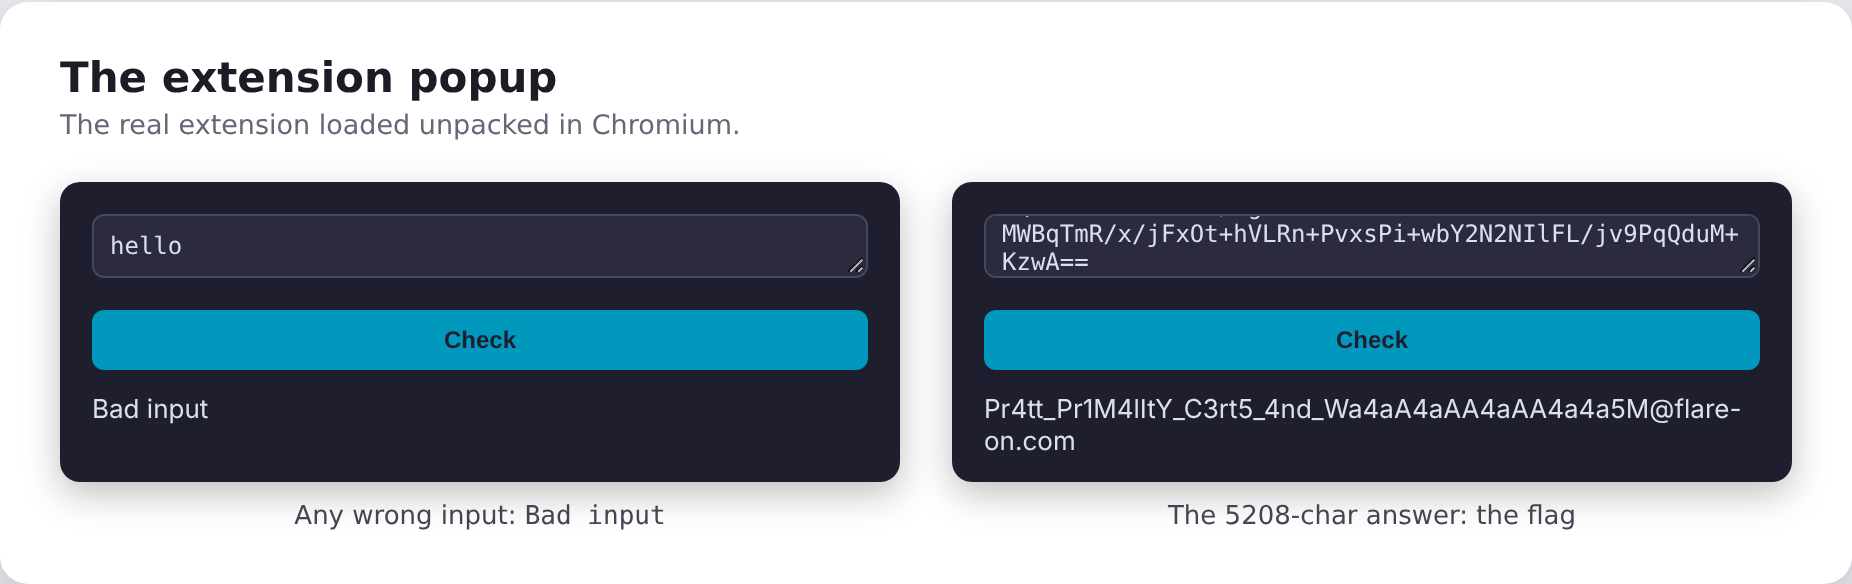 The extension popup
The real extension loaded unpacked in Chromium.
hello
Check
Bad input
Any wrong input: Bad input
MWBqTmR/x/jFxOt+hVLRn+PvxsPi+wbY2N2NIlFL/jv9PqQduM+
KzwA==
Check
Pr4tt_Pr1M4lItY_C3rt5_4nd_Wa4aA4aAA4aAA4a4a5M@flare-
on.com
The 5208-char answer: the flag